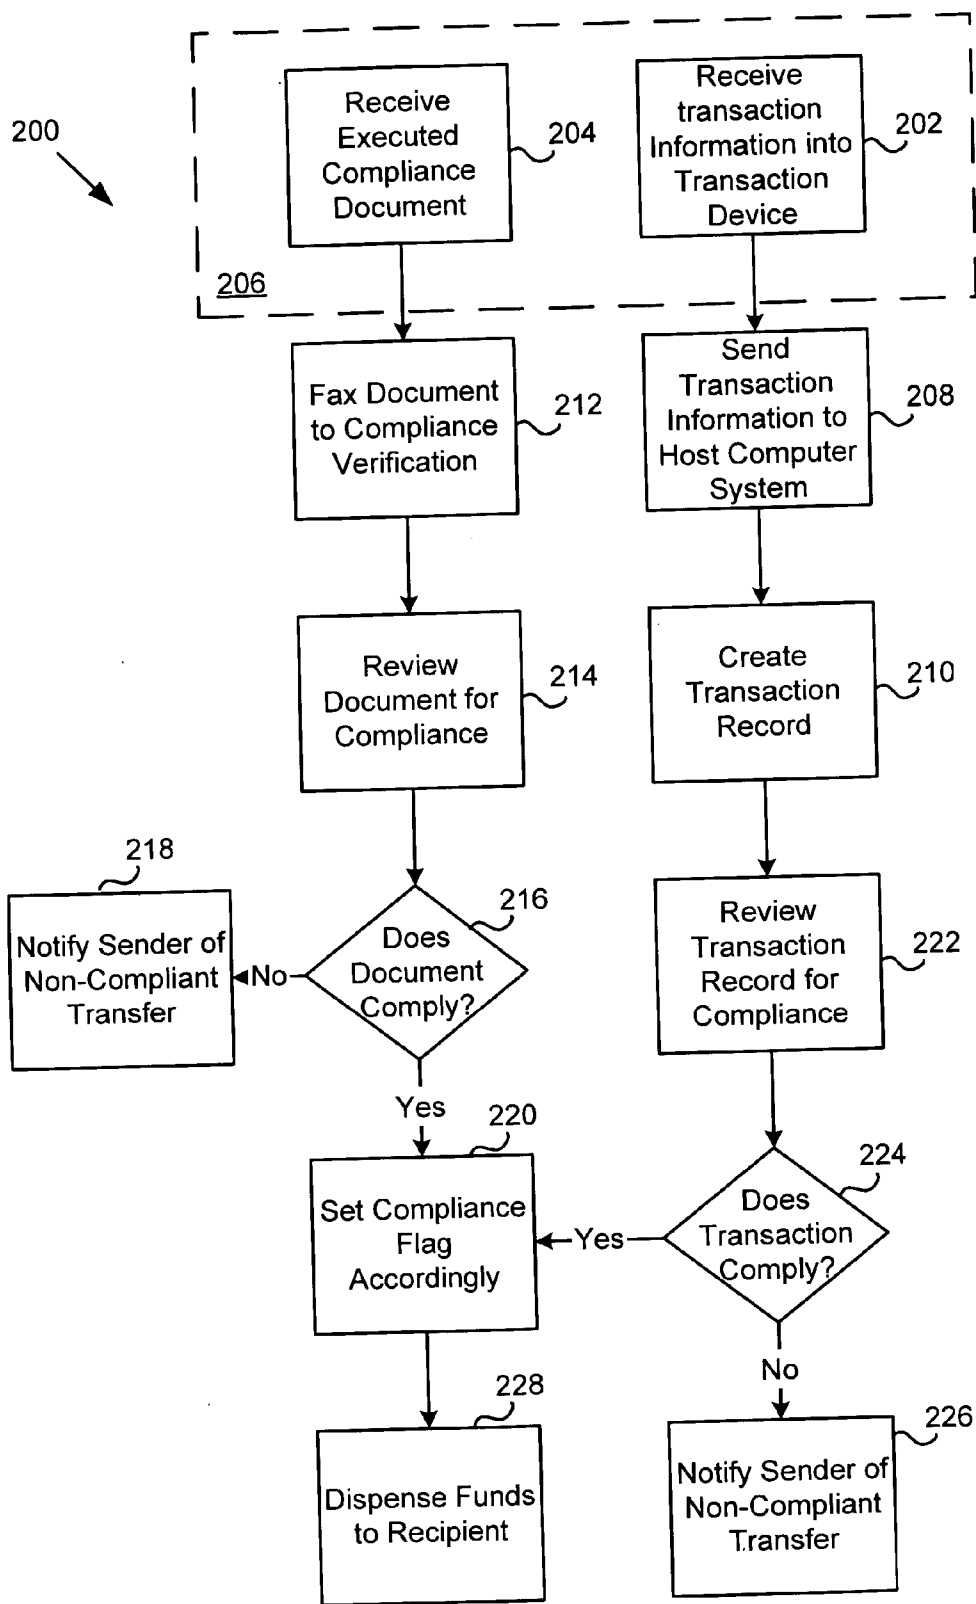 200
Receive
Executed
Compliance
Document
204
Receive
transaction
Information into
Transaction
Device
202
206
Fax Document
to Compliance
Verification
212
Send
Transaction
Information to
Host Computer
System
208
Review
Document for
Compliance
214
Create
Transaction
Record
210
218
Notify Sender of
Non-Compliant
Transfer
No
Does
Document
Comply?
216
Review
Transaction
Record for
Compliance
222
Yes
220
Set Compliance
Flag
Accordingly
Yes
Does
Transaction
Comply?
224
No
228
Dispense Funds
to Recipient
Notify Sender of
Non-Compliant
Transfer
226